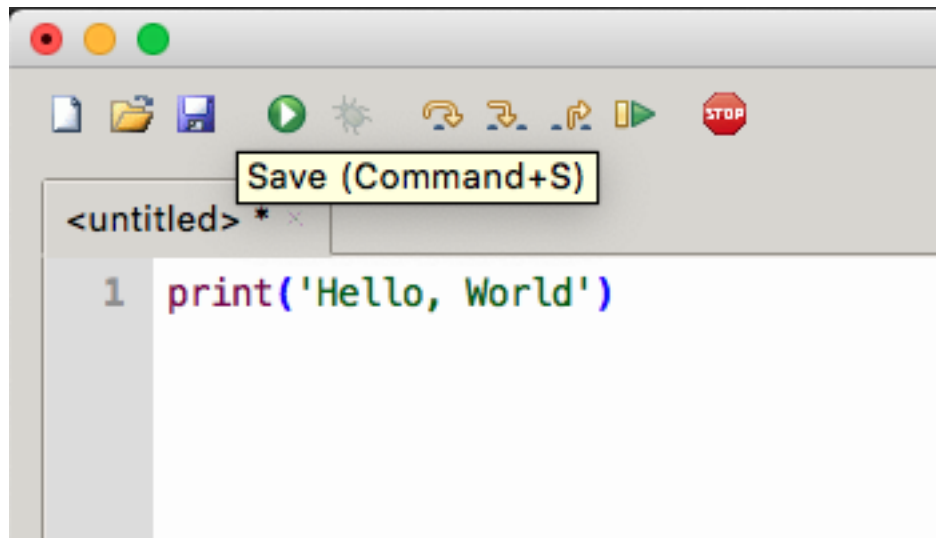 STOP
Save (Command+S)
<untitled> *
1 print('Hello, World')